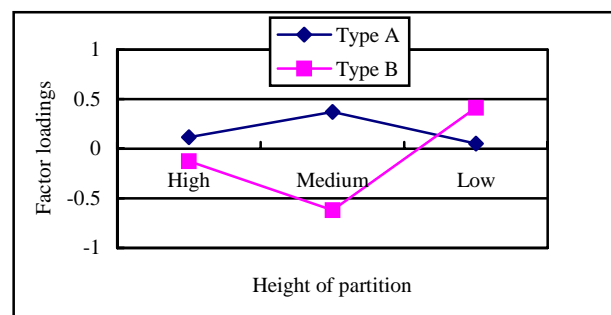 Type A
Type B
1
0.5
0
-0.5
-1
Factor loadings
High Medium Low
Height of partition